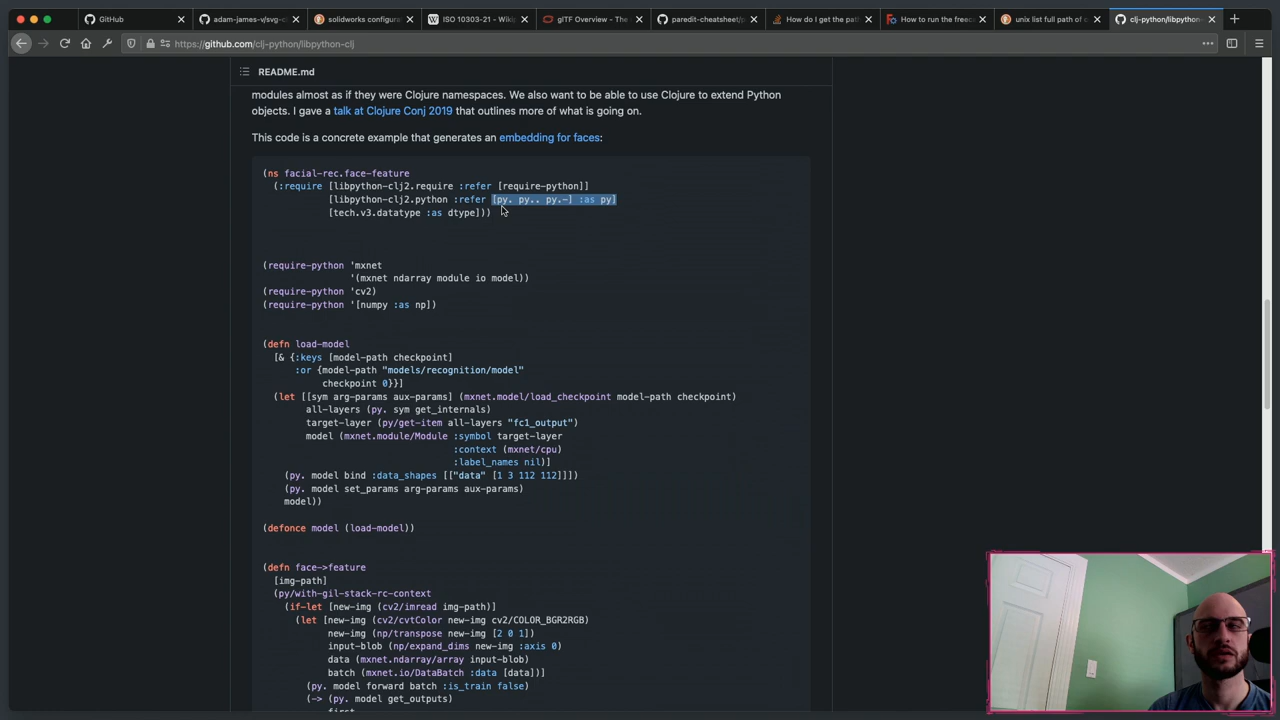 GitHub
adam-james-v/svg-c
solidworks configure
ISO 10303-21 - Wiki
glTF Overview - The
paredit-cheatsheet/p
How do I get the path
How to run the freec
unix list full path of c
clj-python/libpython-
https://github.com/clj-python/libpython-clj
README.md
modules almost as if they were Clojure namespaces. We also want to be able to use Clojure to extend Python
objects. I gave a talk at Clojure Conj 2019 that outlines more of what is going on.
This code is a concrete example that generates an embedding for faces:
(ns facial-rec.face-feature
(:require [libpython-clj2.require :refer [require-python]]
[libpython-clj2.python :refer [py. py.. py.-] :as py]
[tech.v3.datatype :as dtype]))
(require-python 'mxnet
'(mxnet ndarray module io model))
(require-python 'cv2)
(require-python '[numpy :as np])
(defn load-model
[& {:keys [model-path checkpoint]
:or {model-path "models/recognition/model"
checkpoint 0}}]
(let [[sym arg-params aux-params] (mxnet.model/load_checkpoint model-path checkpoint)
all-layers (py. sym get_internals)
target-layer (py/get-item all-layers "fc1_output")
model (mxnet.module/Module :symbol target-layer
:context (mxnet/cpu)
:label_names nil)]
(py. model bind :data_shapes [["data" [1 3 112 112]]])
(py. model set_params arg-params aux-params)
model))
(defonce model (load-model))
(defn face->feature
[img-path]
(py/with-gil-stack-rc-context
(if-let [new-img (cv2/imread img-path)]
(let [new-img (cv2/cvtColor new-img cv2/COLOR_BGR2RGB)
new-img (np/transpose new-img [2 0 1])
input-blob (np/expand_dims new-img :axis 0)
data (mxnet.ndarray/array input-blob)
batch (mxnet.io/DataBatch :data [data])]
(py. model forward batch :is_train false)
(-> (py. model get_outputs)
first